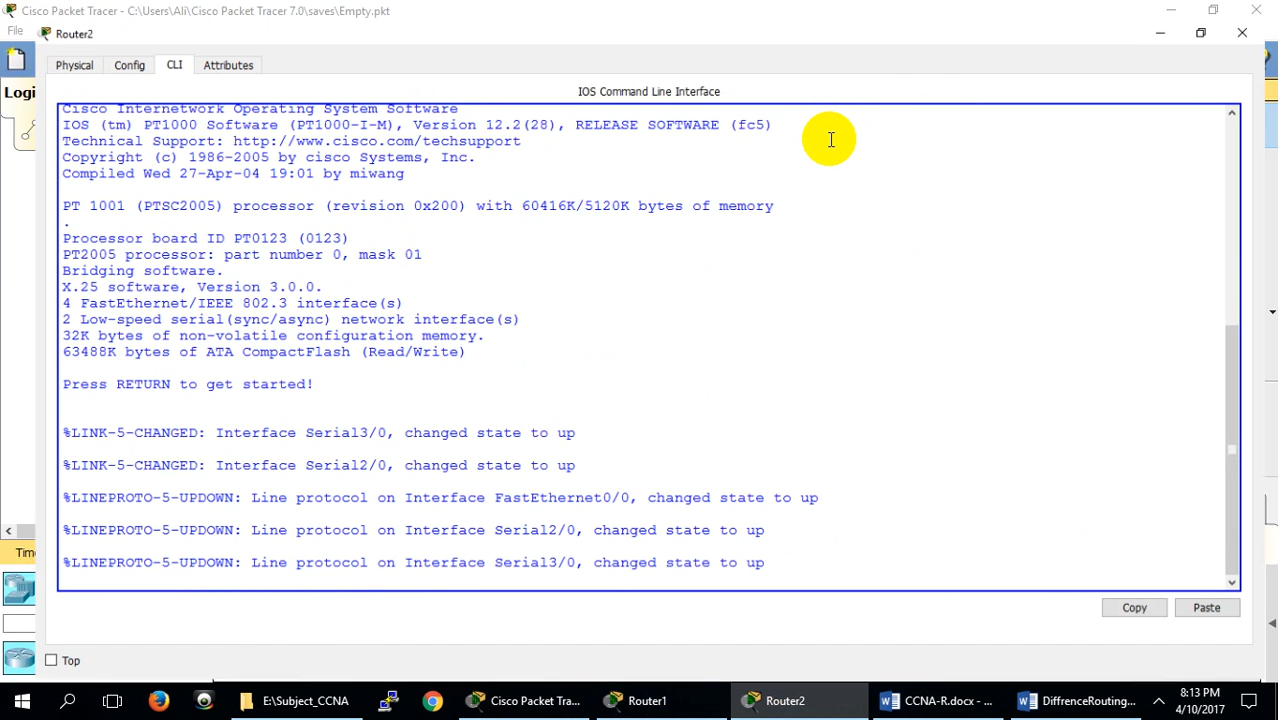 Cisco Packet Tracer - C:\Users\Ali\Cisco Packet Tracer 7.0\saves\Empty.pkt
File
Router2
Physical Config CLI Attributes
Logi
IOS Command Line Interface
Cisco Internetwork Operating System Software
IOS (tm) PT1000 Software (PT1000-I-M), Version 12.2(28), RELEASE SOFTWARE (fc5)
Technical Support: http://www.cisco.com/techsupport
Copyright (c) 1986-2005 by cisco Systems, Inc.
Compiled Wed 27-Apr-04 19:01 by miwang
PT 1001 (PTSC2005) processor (revision 0x200) with 60416K/5120K bytes of memory
.
Processor board ID PT0123 (0123)
PT2005 processor: part number 0, mask 01
Bridging software.
X.25 software, Version 3.0.0.
4 FastEthernet/IEEE 802.3 interface(s)
2 Low-speed serial(sync/async) network interface(s)
32K bytes of non-volatile configuration memory.
63488K bytes of ATA CompactFlash (Read/Write)
Press RETURN to get started!
%LINK-5-CHANGED: Interface Serial3/0, changed state to up
%LINK-5-CHANGED: Interface Serial2/0, changed state to up
%LINEPROTO-5-UPDOWN: Line protocol on Interface FastEthernet0/0, changed state to up
%LINEPROTO-5-UPDOWN: Line protocol on Interface Serial2/0, changed state to up
%LINEPROTO-5-UPDOWN: Line protocol on Interface Serial3/0, changed state to up
Tim
Copy Paste
Top
E:\Subject_CCNA Cisco Packet Tra... Router1 Router2 CCNA-R.docx - ... DiffrenceRouting...
8:13 PM
4/10/2017